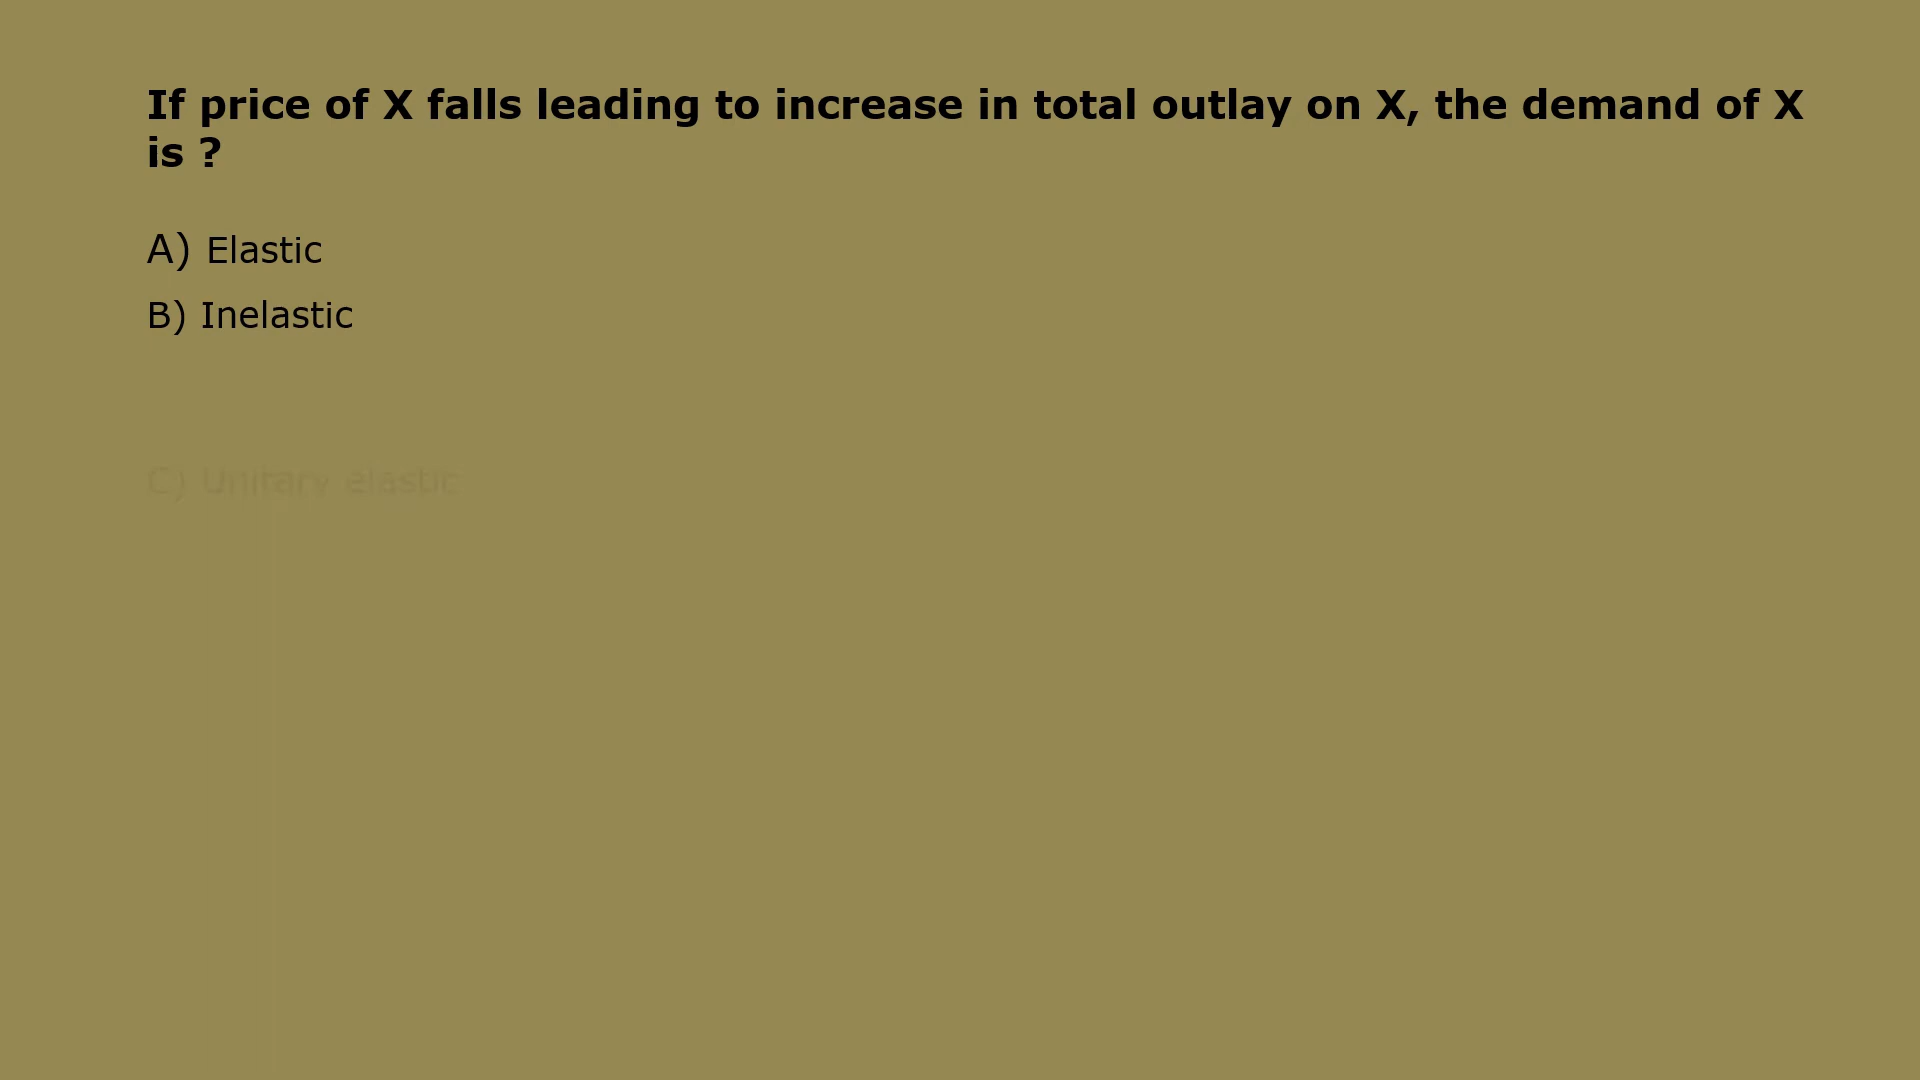 If price of X falls leading to increase in total outlay on X, the demand of X
is ?
A) Elastic
B) Inelastic
C) Unitary elastic